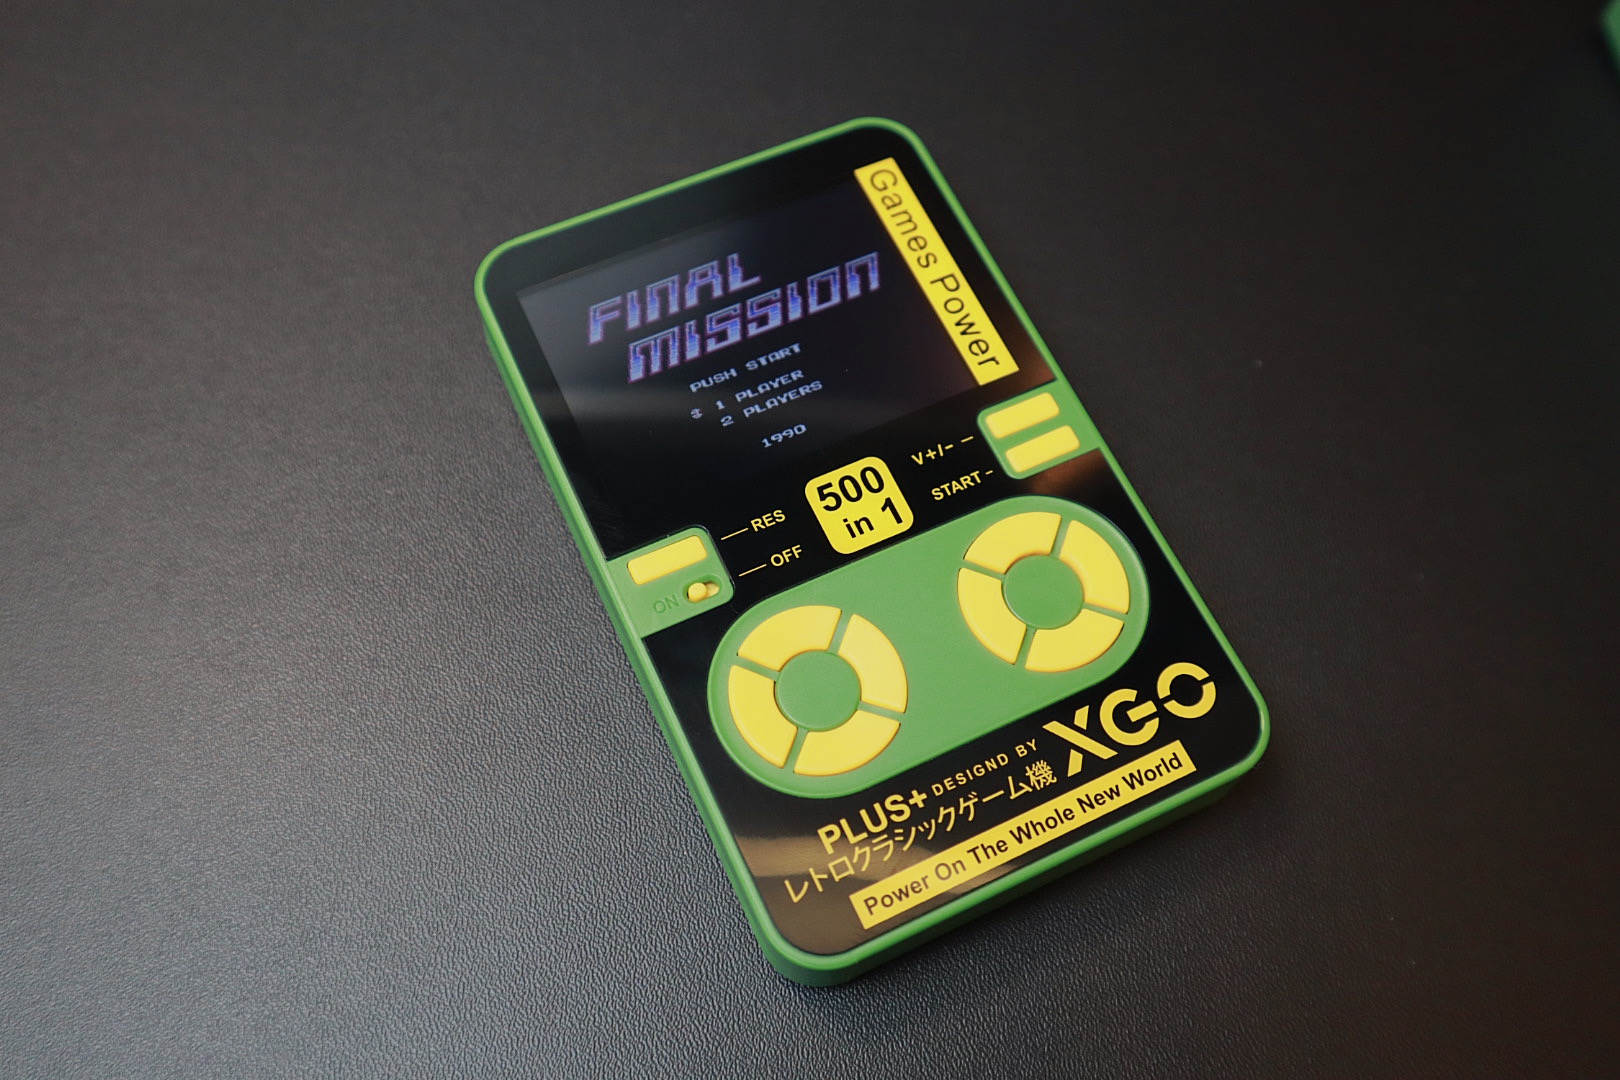 Games Power
FINAL
MISSION
PUSH START
1 PLAYER
2 PLAYERS
1990
V+/-
START
500
in 1
RES
OFF
ON
PLUS+ DESIGND BY XGO
レトロクラシックゲーム機
Power On The Whole New World